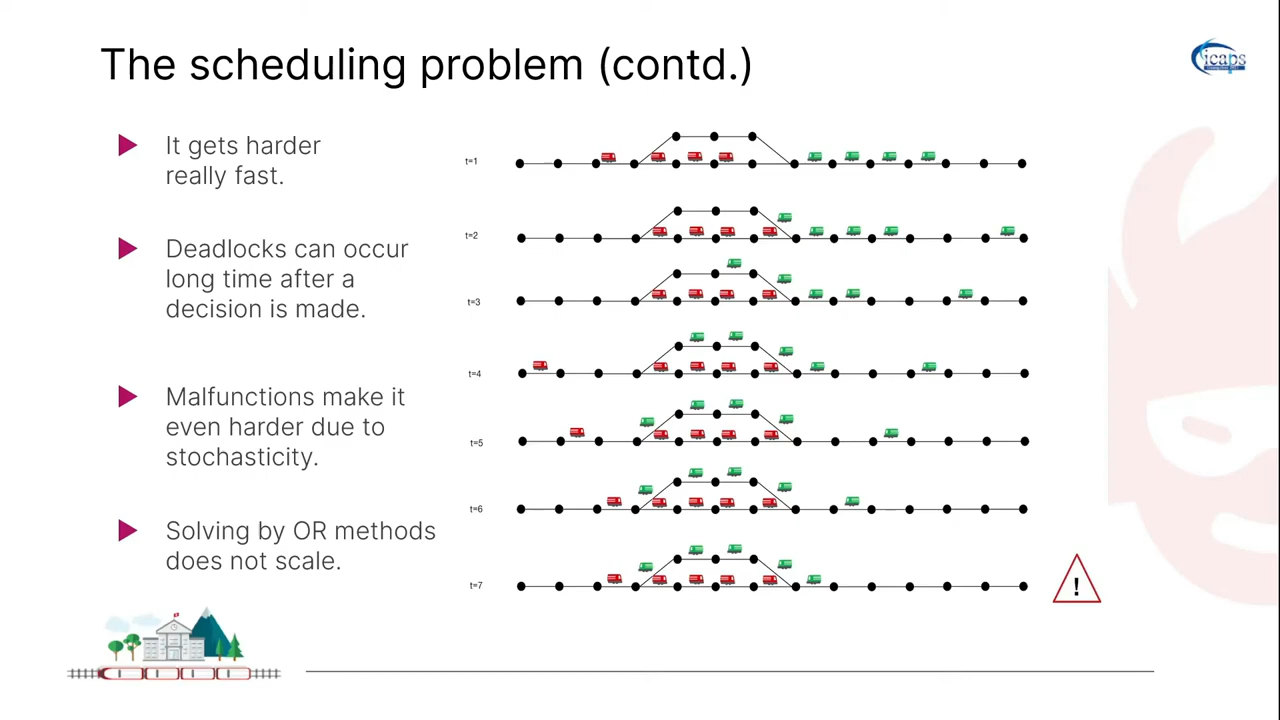 The scheduling problem (contd.)
icaps
It gets harder
really fast.
Deadlocks can occur
long time after a
decision is made.
Malfunctions make it
even harder due to
stochasticity.
Solving by OR methods
does not scale.
t=1
t=2
t=3
t=4
t=5
t=6
t=7
!